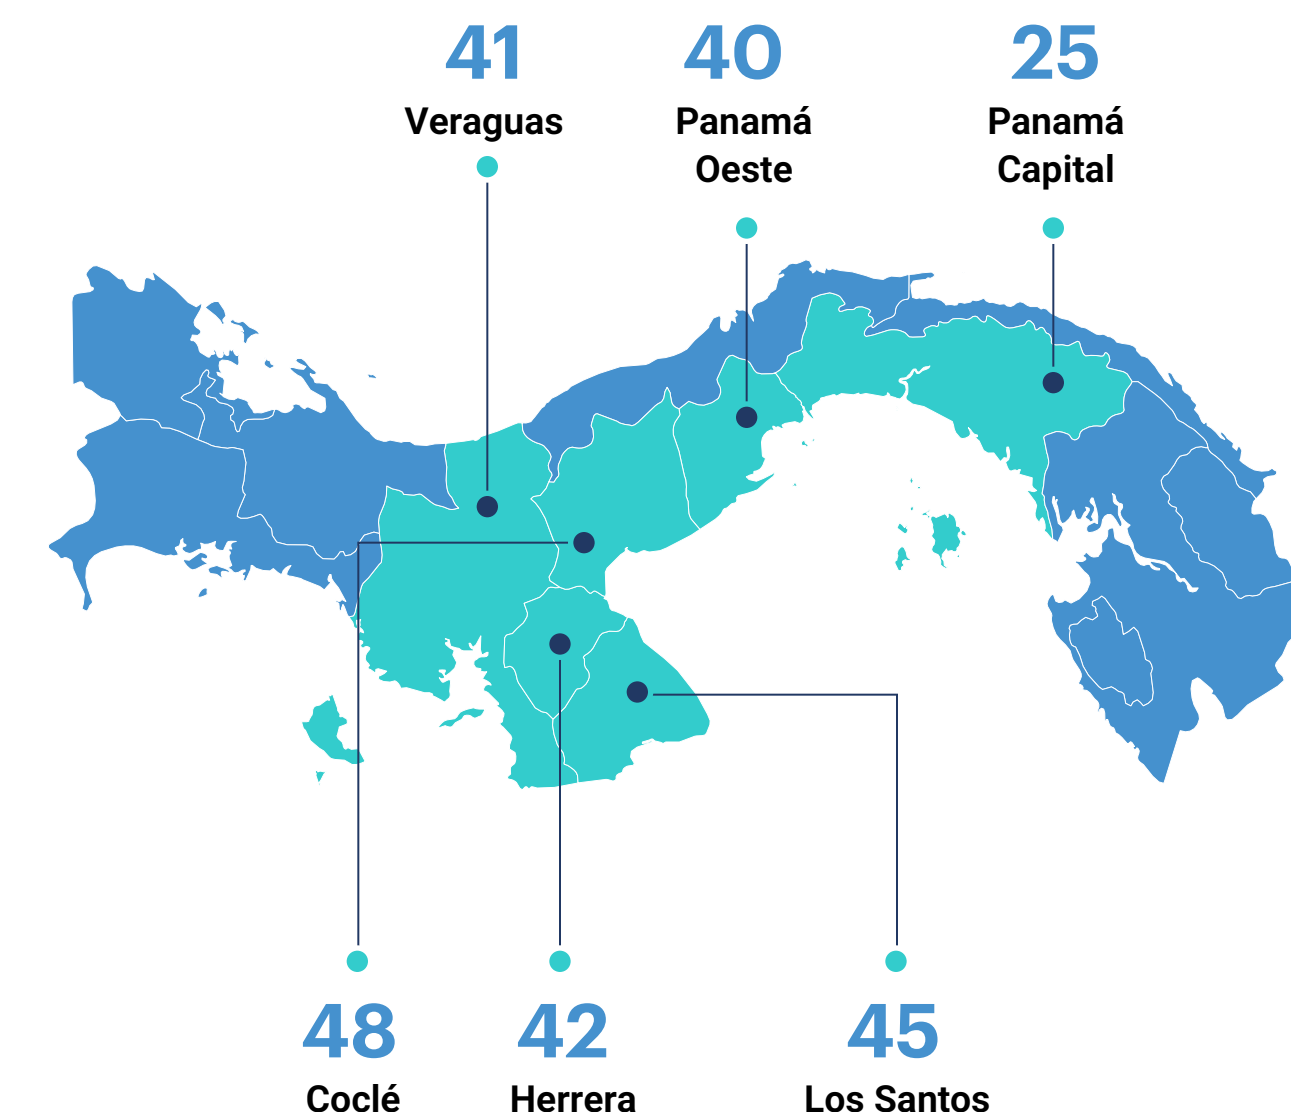 41
Veraguas
40
Panamá
Oeste
25
Panamá
Capital
48
Coclé
42
Herrera
45
Los Santos